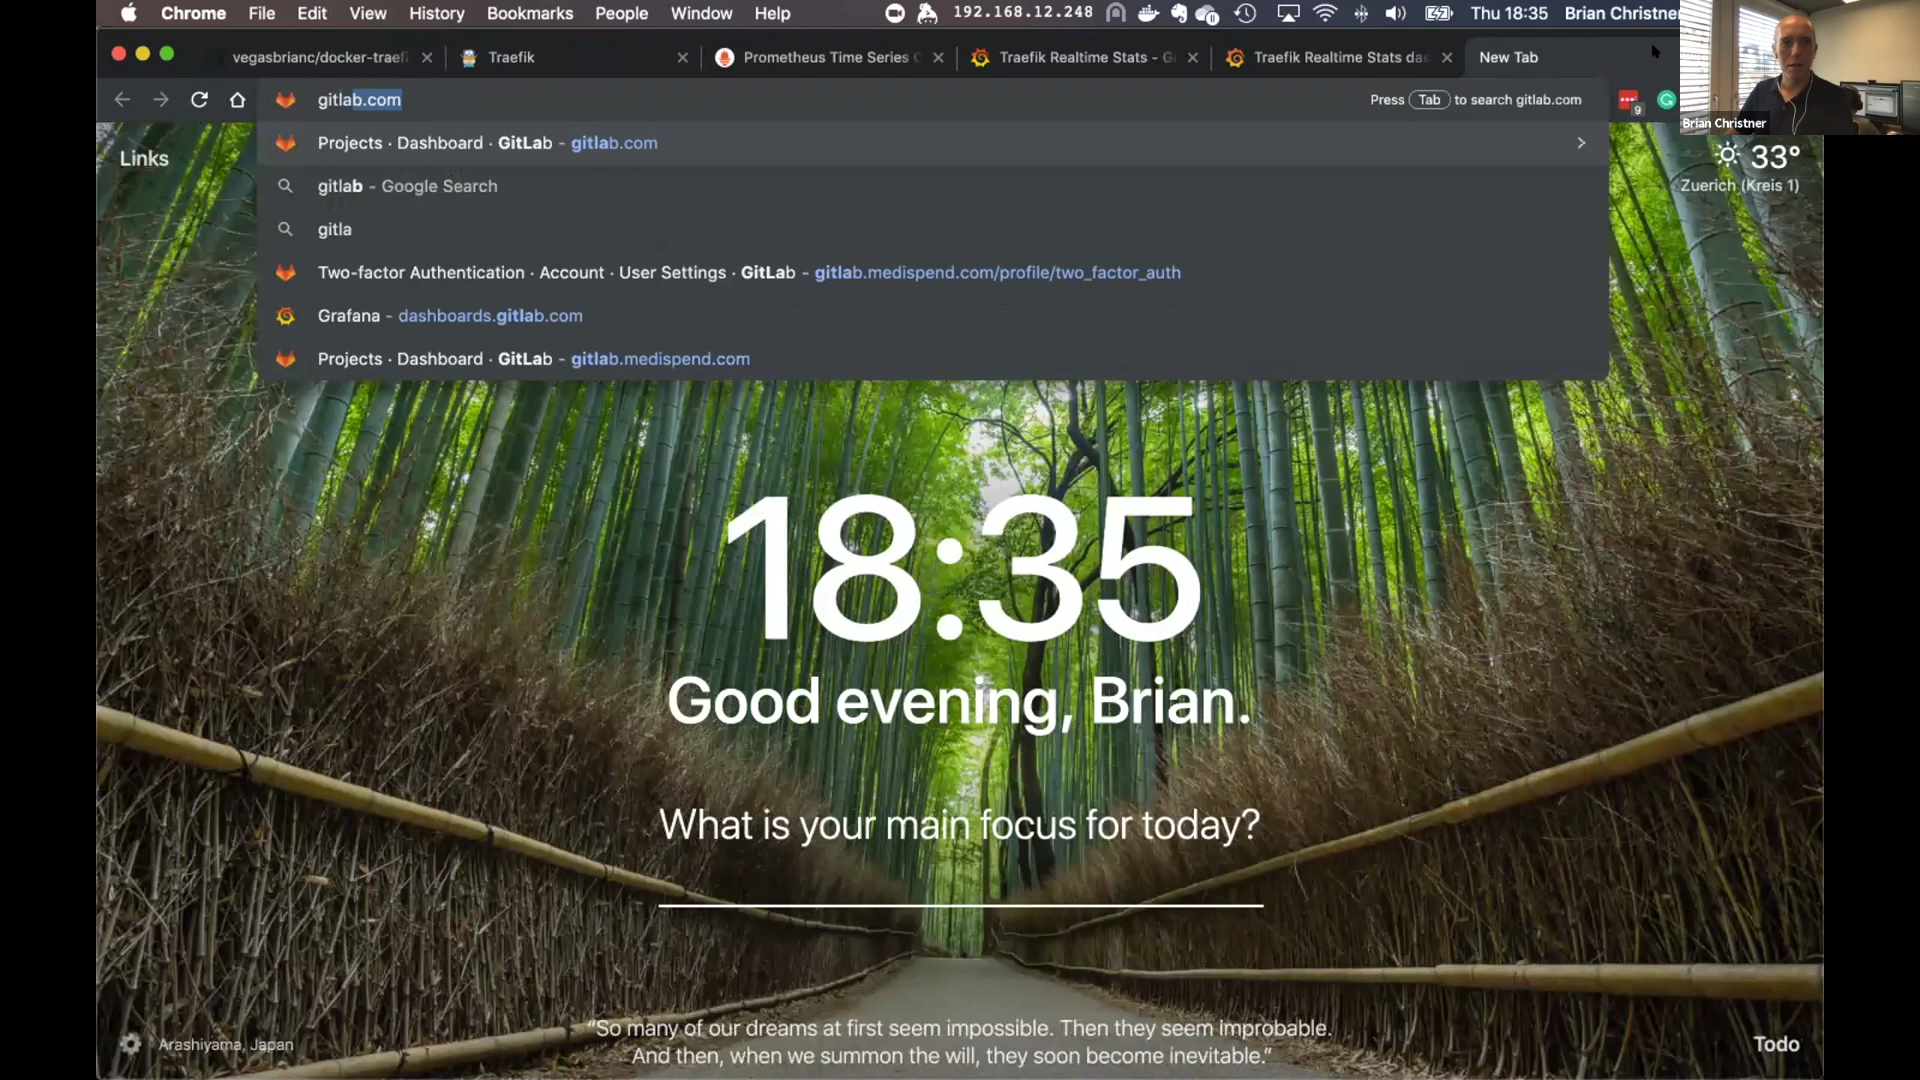 Chrome File Edit View History Bookmarks People Window Help 192.168.12.248 Thu 18:35 Brian Christner
vegasbrianc/docker-traefi Traefik Prometheus Time Series C Traefik Realtime Stats - G Traefik Realtime Stats das New Tab
gitlab.com Press Tab to search gitlab.com 9
Brian Christner
Projects · Dashboard · GitLab - gitlab.com
Links
33°
gitlab - Google Search
Zuerich (Kreis 1)
gitla
Two-factor Authentication · Account · User Settings · GitLab - gitlab.medispend.com/profile/two_factor_auth
Grafana - dashboards.gitlab.com
Projects · Dashboard · GitLab - gitlab.medispend.com
18:35
Good evening, Brian.
What is your main focus for today?
“So many of our dreams at first seem impossible. Then they seem improbable.
And then, when we summon the will, they soon become inevitable.”
Arashiyama, Japan
Todo